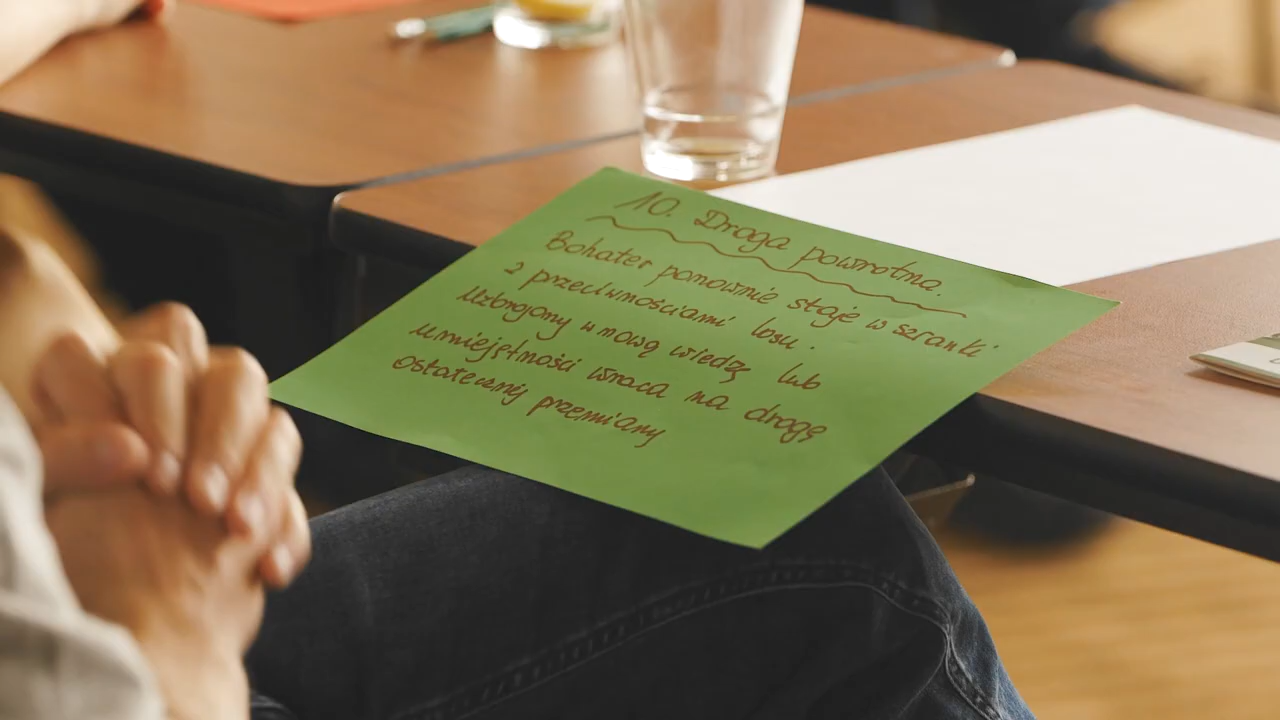 10. Droga powrotna.
Bohater ponownie staje w szranki
z przeciwnościami losu.
Uzbrojony w nową wiedzę lub
umiejętności wraca na drogę
ostatecznej przemiany